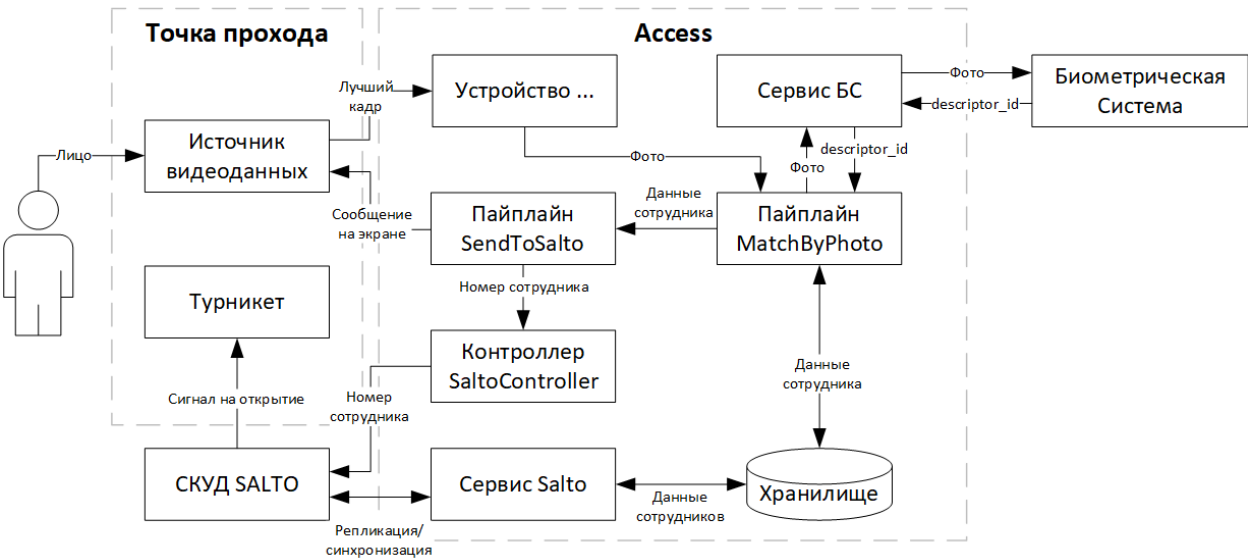 Точка прохода
Access
Лучший
кадр
Устройство ...
Сервис БС
Фото
descriptor_id
Биометрическая
Система
Лицо
Источник
видеоданных
Фото
Фото
descriptor_id
Сообщение
на экране
Пайплайн
SendToSalto
Данные
сотрудника
Пайплайн
MatchByPhoto
Номер сотрудника
Турникет
Контроллер
SaltoController
Данные
сотрудника
Сигнал на открытие
Номер
сотрудника
СКУД SALTO
Сервис Salto
Данные
сотрудников
Хранилище
Репликация/
синхронизация